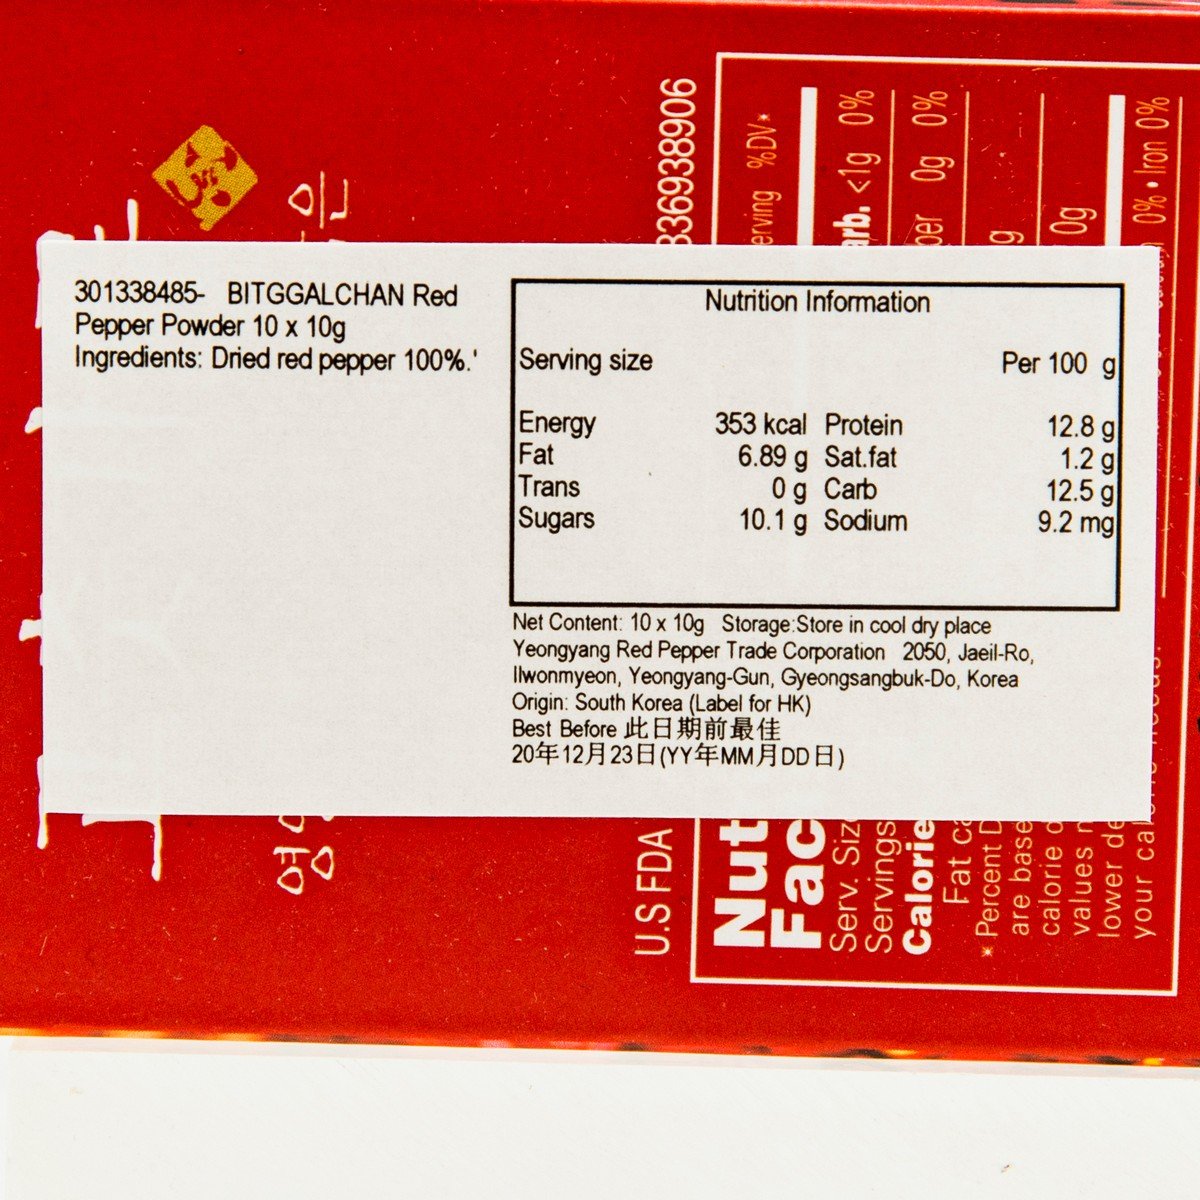 301338485- BITGGALCHAN Red
Pepper Powder 10 x 10g
Ingredients: Dried red pepper 100%.'
Nutrition Information
Serving size Per 100 g
Energy 353 kcal Protein 12.8 g
Fat 6.89 g Sat.fat 1.2 g
Trans 0 g Carb 12.5 g
Sugars 10.1 g Sodium 9.2 mg
Net Content: 10 x 10g Storage:Store in cool dry place
Yeongyang Red Pepper Trade Corporation 2050, Jaeil-Ro,
Ilwonmyeon, Yeongyang-Gun, Gyeongsangbuk-Do, Korea
Origin: South Korea (Label for HK)
Best Before 此日期前最佳
20年12月23日(YY年MM月DD日)
U.S FDA 336938906
Nut
Fac
Serv. Siz
Servings
Calorie
Fat ca
* Percent D
are base
calorie o
values
lower de
your cal
erving %DV*
arb. <1g 0%
ber 0g 0%
g
0g
0% • Iron 0%